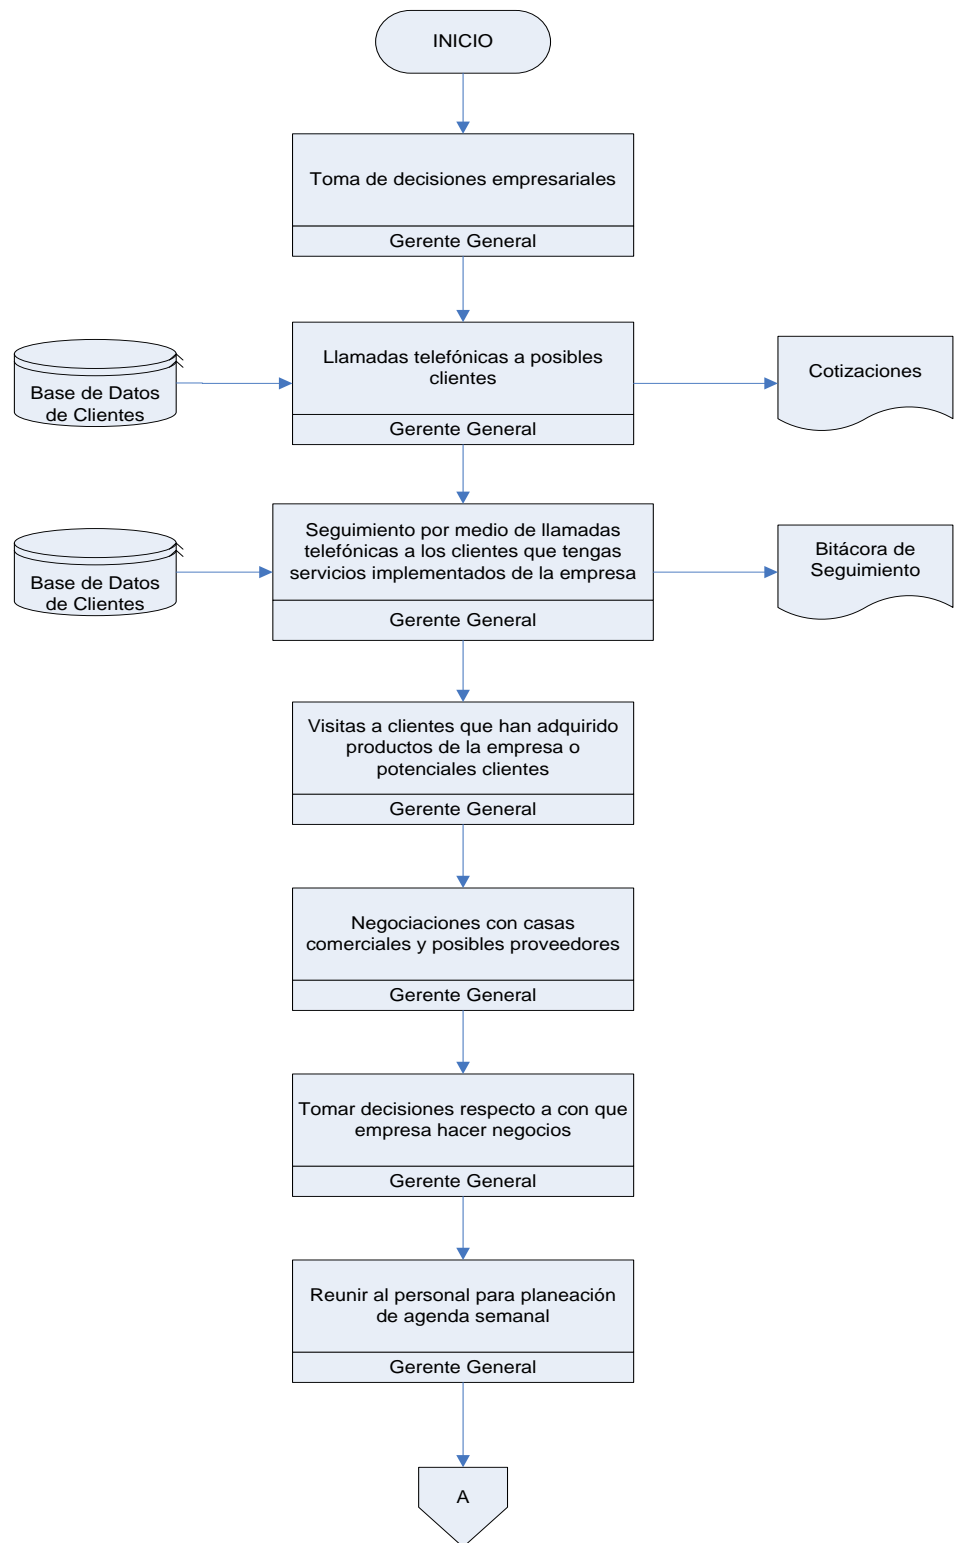 INICIO
Toma de decisiones empresariales
Gerente General
Llamadas telefónicas a posibles
clientes
Gerente General
Base de Datos
de Clientes
Cotizaciones
Seguimiento por medio de llamadas
telefónicas a los clientes que tengas
servicios implementados de la empresa
Gerente General
Base de Datos
de Clientes
Bitácora de
Seguimiento
Visitas a clientes que han adquirido
productos de la empresa o
potenciales clientes
Gerente General
Negociaciones con casas
comerciales y posibles proveedores
Gerente General
Tomar decisiones respecto a con que
empresa hacer negocios
Gerente General
Reunir al personal para planeación
de agenda semanal
Gerente General
A